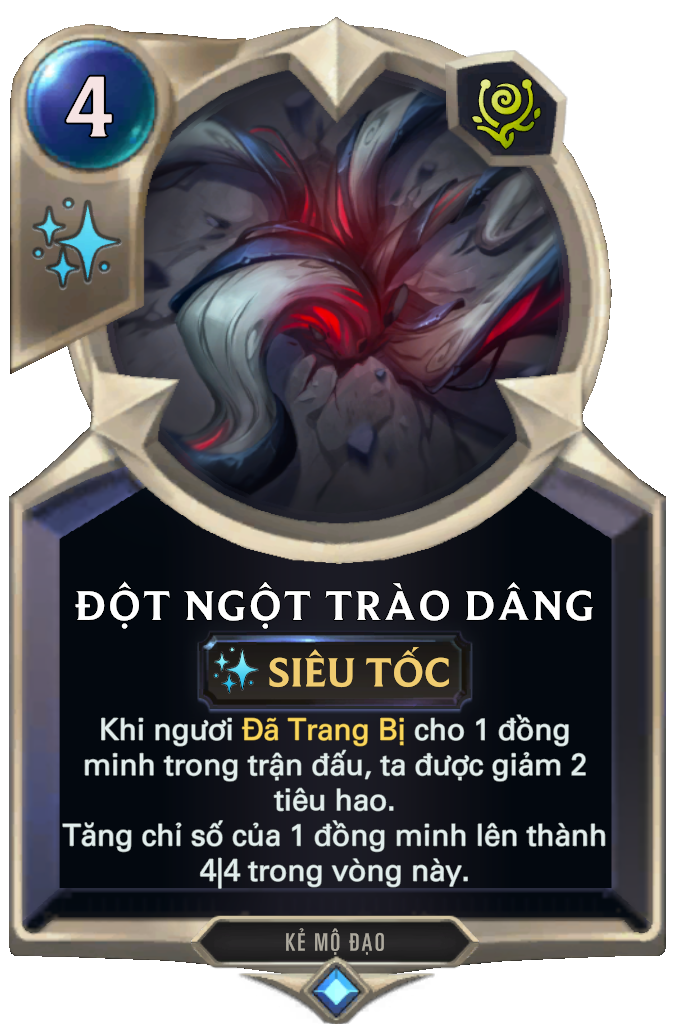 4
ĐỘT NGỘT TRÀO DÂNG
SIÊU TỐC
Khi ngươi Đã Trang Bị cho 1 đồng
minh trong trận đấu, ta được giảm 2
tiêu hao.
Tăng chỉ số của 1 đồng minh lên thành
4|4 trong vòng này.
KẺ MỘ ĐẠO